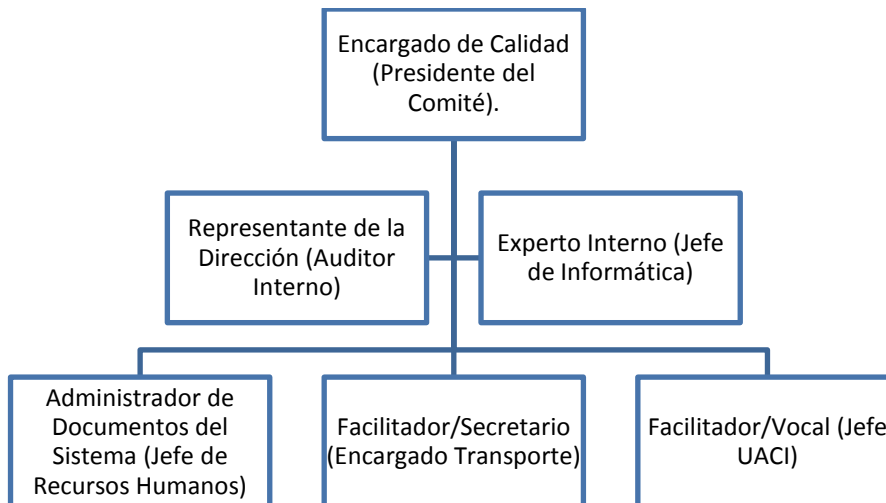 Encargado de Calidad
(Presidente del
Comité).
Representante de la
Dirección (Auditor
Interno)
Experto Interno (Jefe
de Informática)
Administrador de
Documentos del
Sistema (Jefe de
Recursos Humanos)
Facilitador/Secretario
(Encargado Transporte)
Facilitador/Vocal (Jefe
UACI)